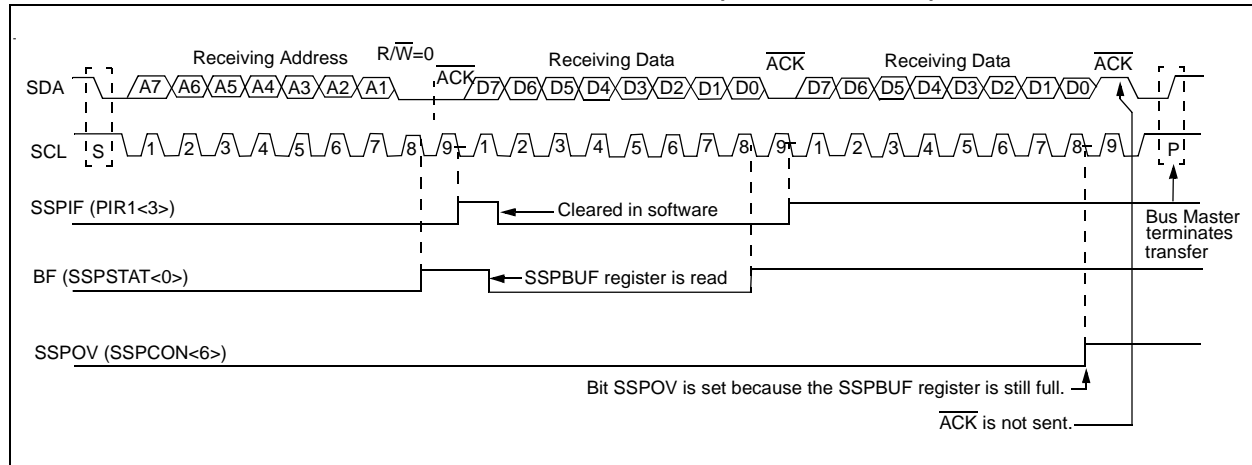 Receiving Address R/W=0 ACK Receiving Data ACK Receiving Data ACK
SDA A7 A6 A5 A4 A3 A2 A1 D7 D6 D5 D4 D3 D2 D1 D0 D7 D6 D5 D4 D3 D2 D1 D0
SCL S 1 2 3 4 5 6 7 8 9 1 2 3 4 5 6 7 8 9 1 2 3 4 5 6 7 8 9 P
SSPIF (PIR1<3>) Cleared in software
Bus Master
terminates
transfer
BF (SSPSTAT<0>) SSPBUF register is read
SSPOV (SSPCON<6>)
Bit SSPOV is set because the SSPBUF register is still full.
ACK is not sent.